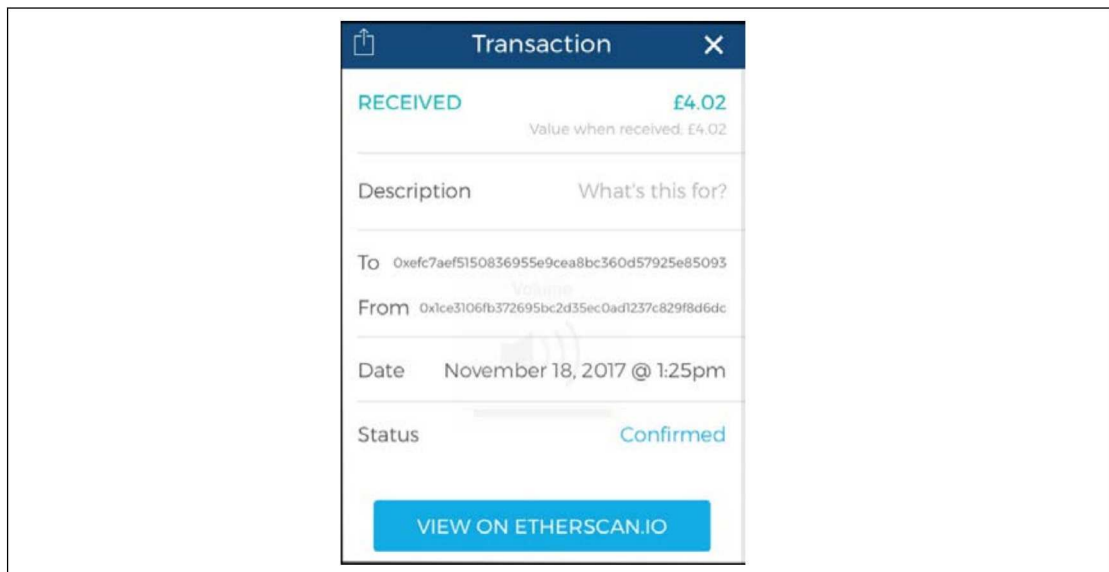 Transaction
RECEIVED £4.02
Value when received: £4.02
Description What's this for?
To 0xefc7aef5150836955e9cea8bc360d57925e85093
Volume
From 0x1ce3106fb372695bc2d35ec0ad1237c829f8d6dc
Date November 18, 2017 @ 1:25pm
Status Confirmed
VIEW ON ETHERSCAN.IO